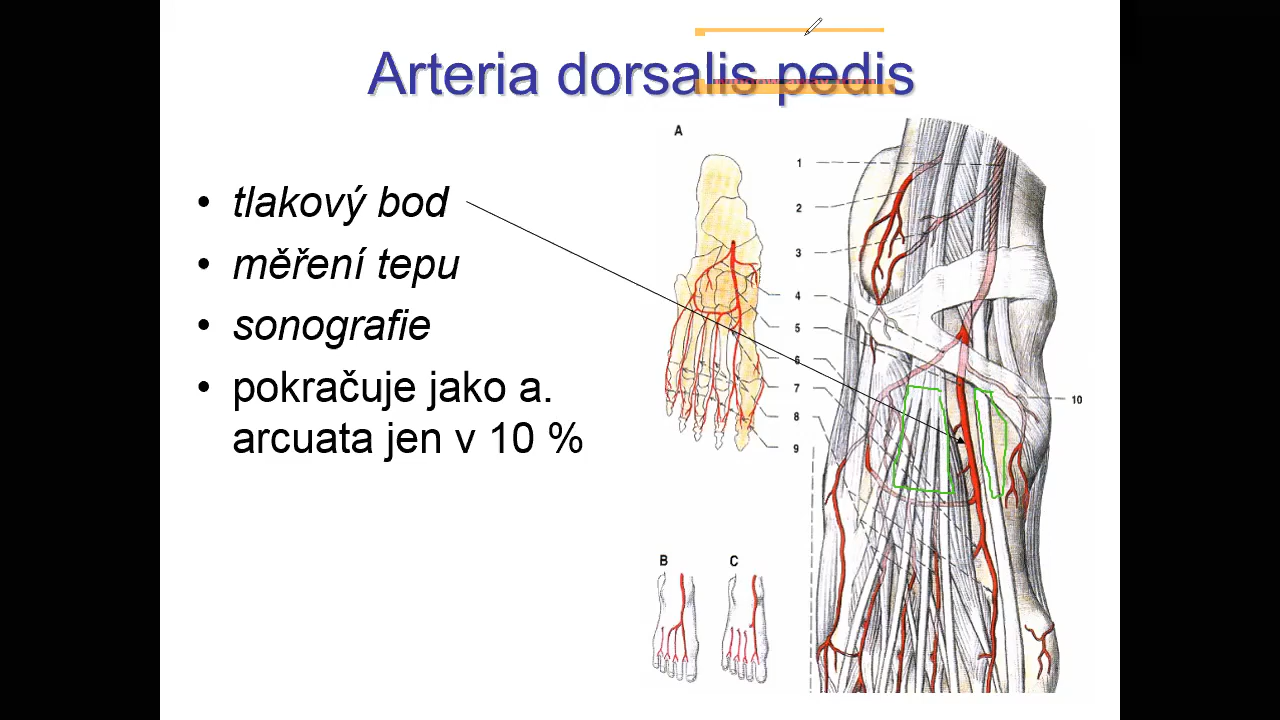 Arteria dorsalis pedis
• tlakový bod
• měření tepu
• sonografie
• pokračuje jako a.
arcuata jen v 10 %
A
1
2
3
4
5
6
7
8
9
10
B
C